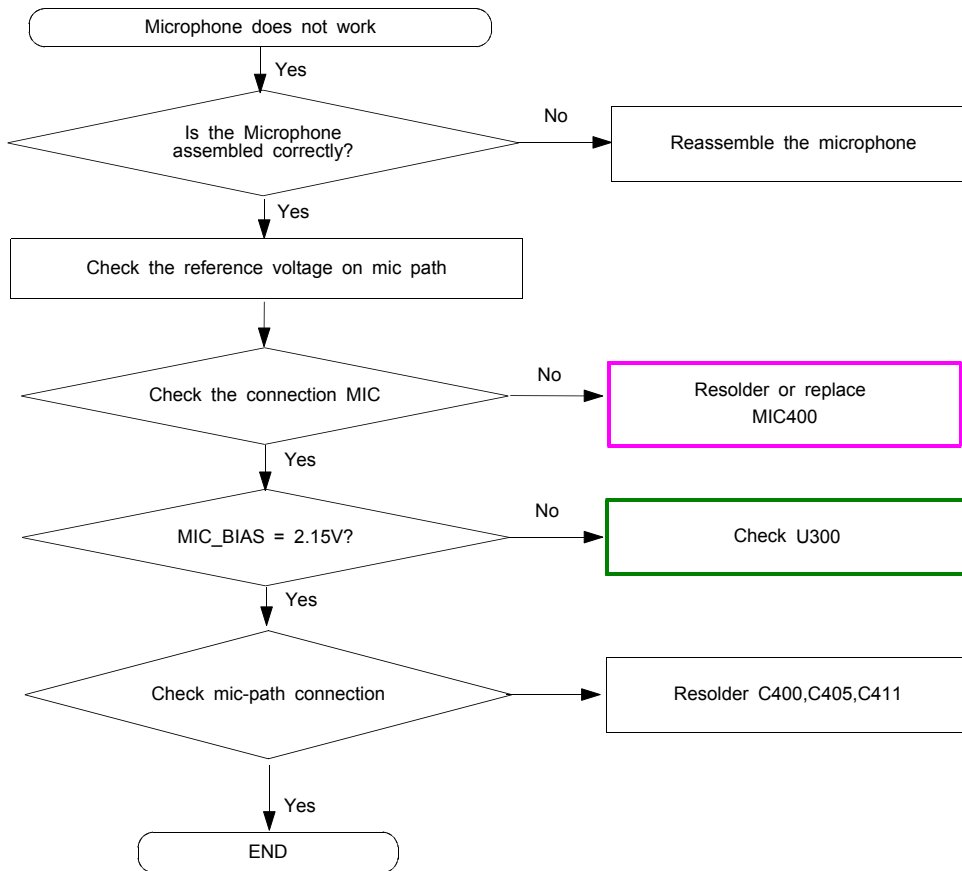 Microphone does not work
Yes
Is the Microphone
assembled correctly?
No
Reassemble the microphone
Yes
Check the reference voltage on mic path
Check the connection MIC
No
Resolder or replace
MIC400
Yes
MIC_BIAS = 2.15V?
No
Check U300
Yes
Check mic-path connection
Resolder C400,C405,C411
Yes
END